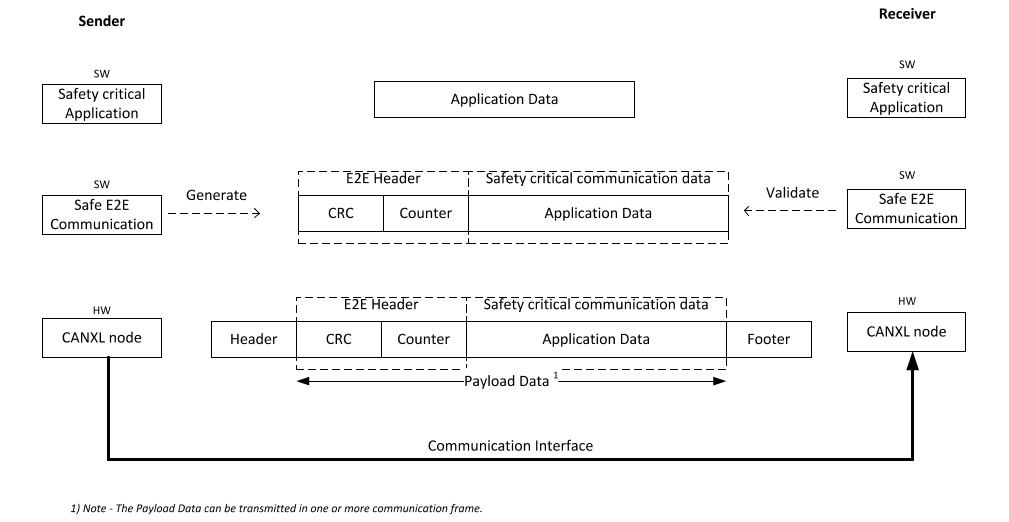 Sender
Receiver
SW
Safety critical
Application
Application Data
SW
Safety critical
Application
SW
Safe E2E
Communication
Generate
E2E Header
Safety critical communication data
CRC
Counter
Application Data
Validate
SW
Safe E2E
Communication
HW
CANXL node
E2E Header
Safety critical communication data
Header
CRC
Counter
Application Data
Footer
Payload Data 1
HW
CANXL node
Communication Interface
1) Note - The Payload Data can be transmitted in one or more communication frame.